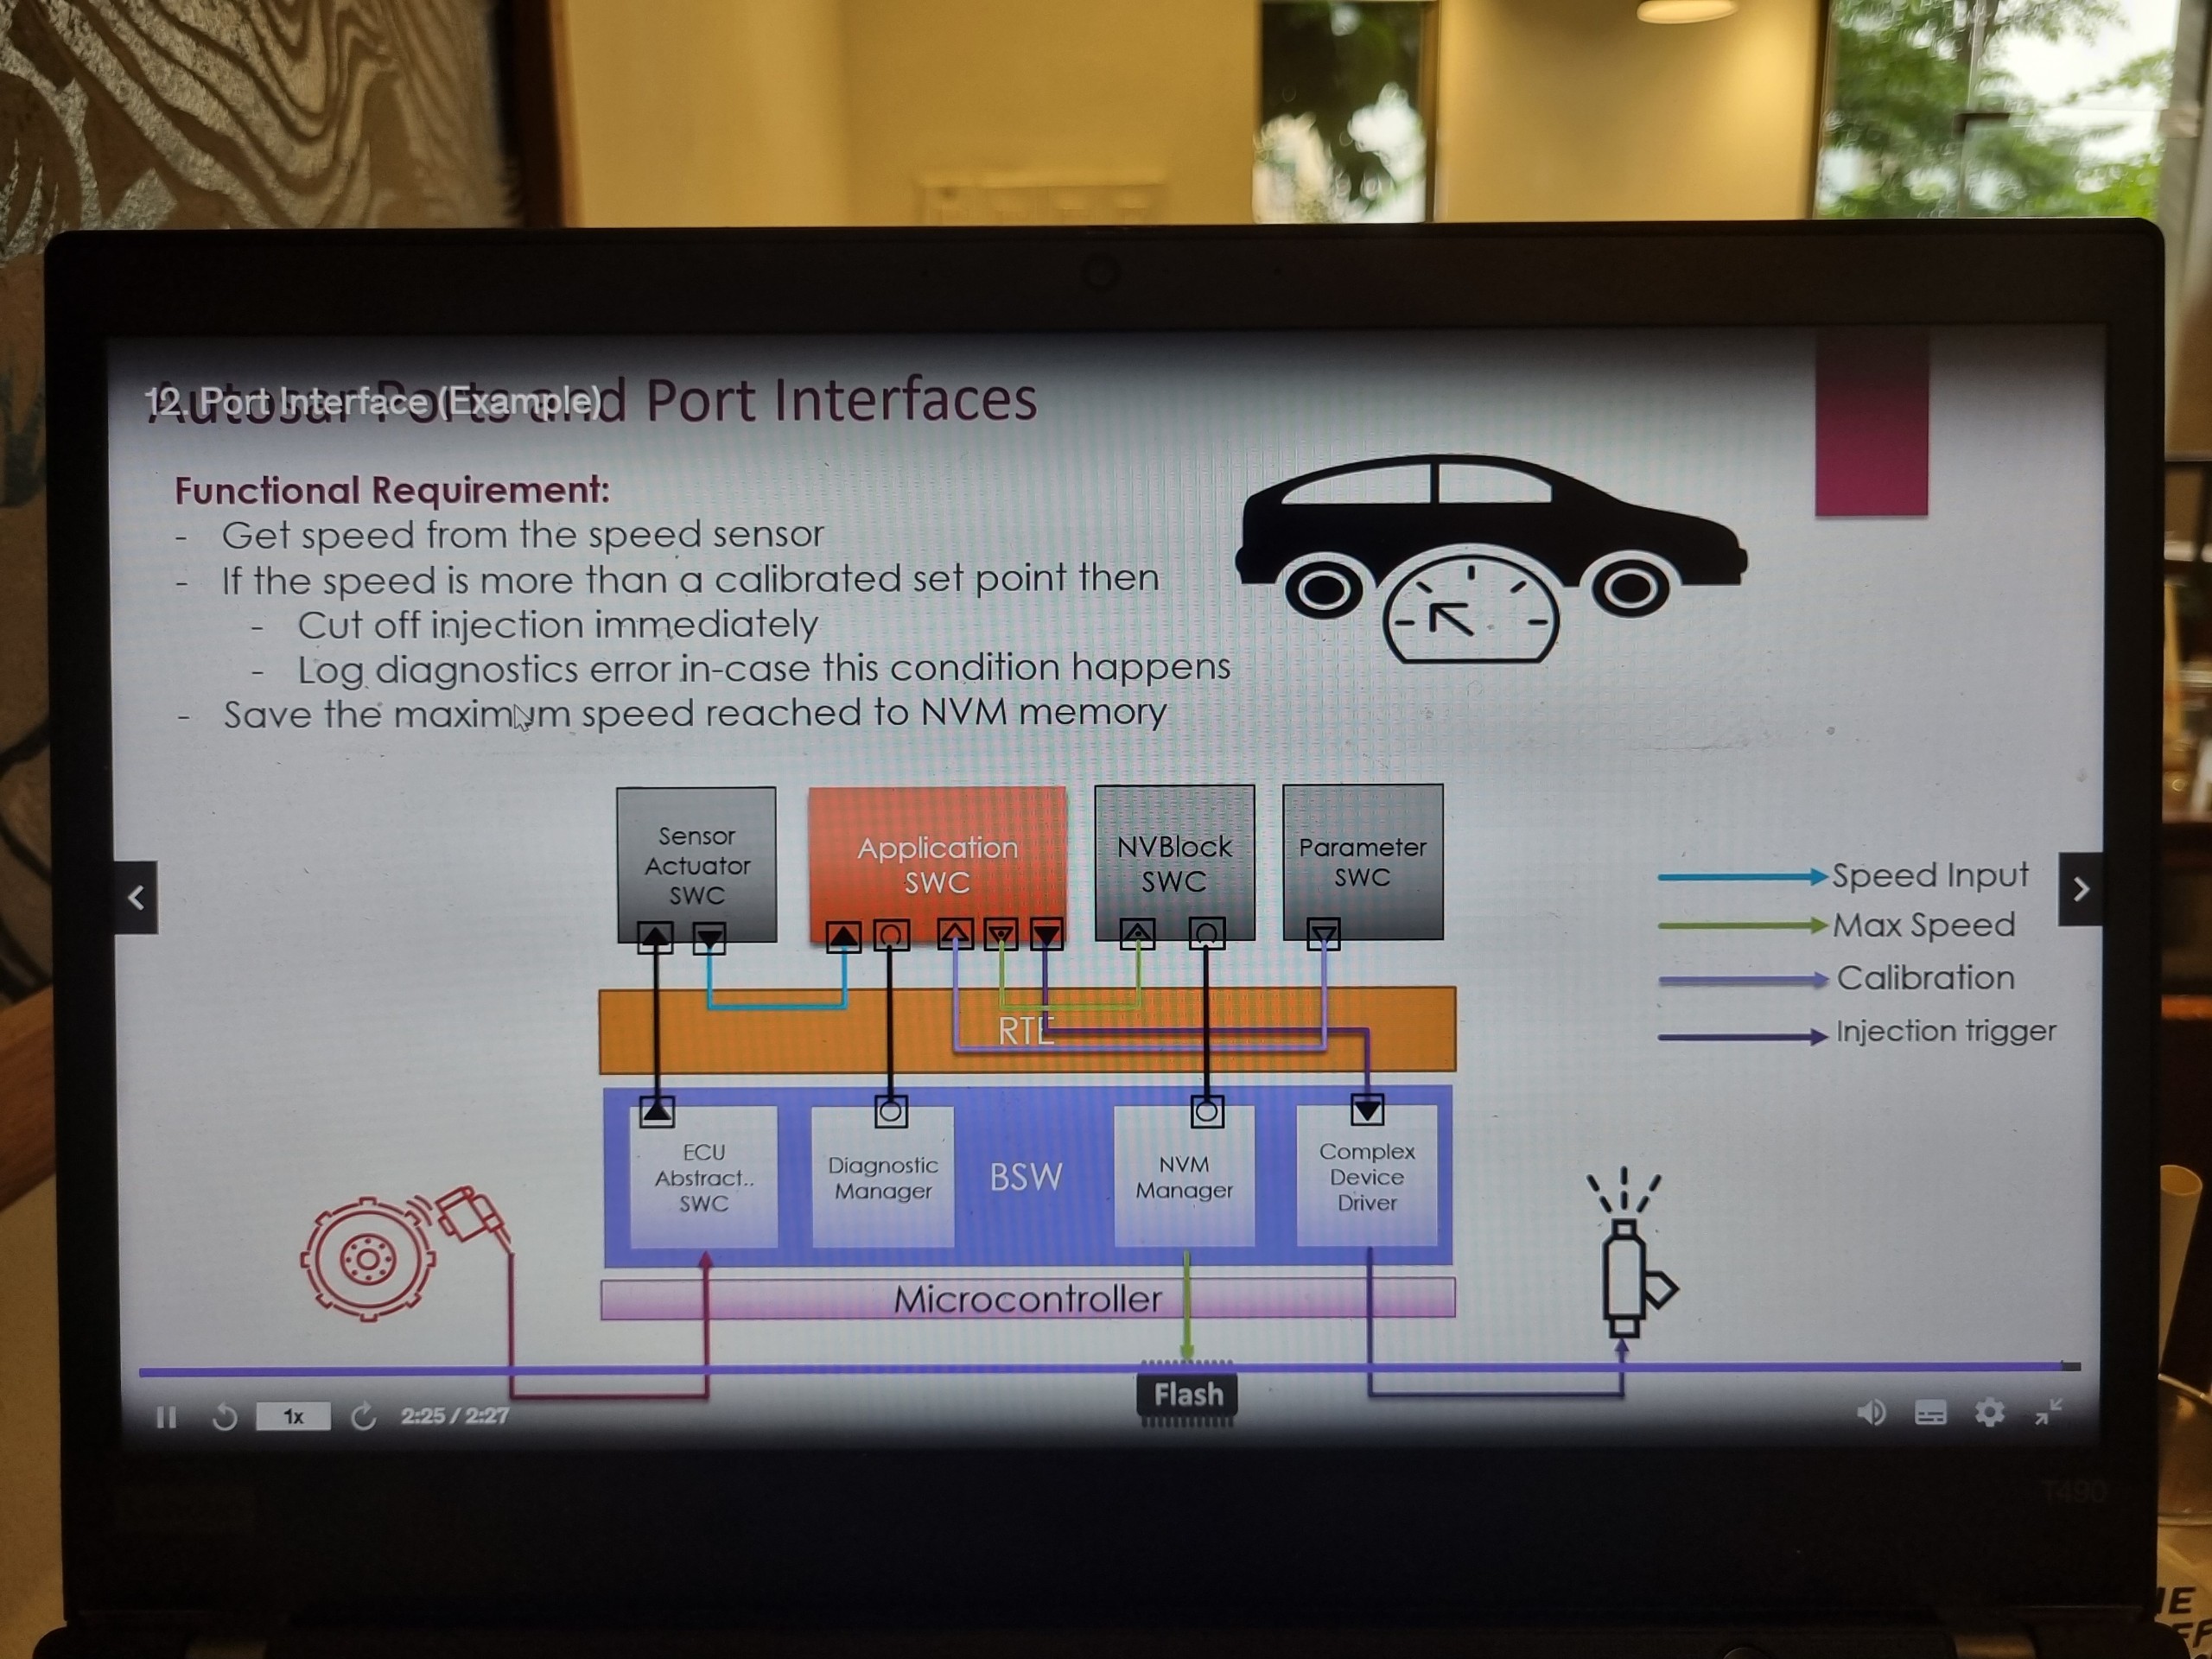 Autosar Ports and Port Interfaces
12. Port Interface (Example)
Functional Requirement:
- Get speed from the speed sensor
- If the speed is more than a calibrated set point then
- Cut off injection immediately
- Log diagnostics error in-case this condition happens
- Save the maximum speed reached to NVM memory
Sensor
Actuator
SWC
Application
SWC
NVBlock
SWC
Parameter
SWC
Speed Input
Max Speed
Calibration
Injection trigger
RTE
ECU
Abstract..
SWC
Diagnostic
Manager
BSW
NVM
Manager
Complex
Device
Driver
Microcontroller
Flash
1x
2:25 / 2:27
T490